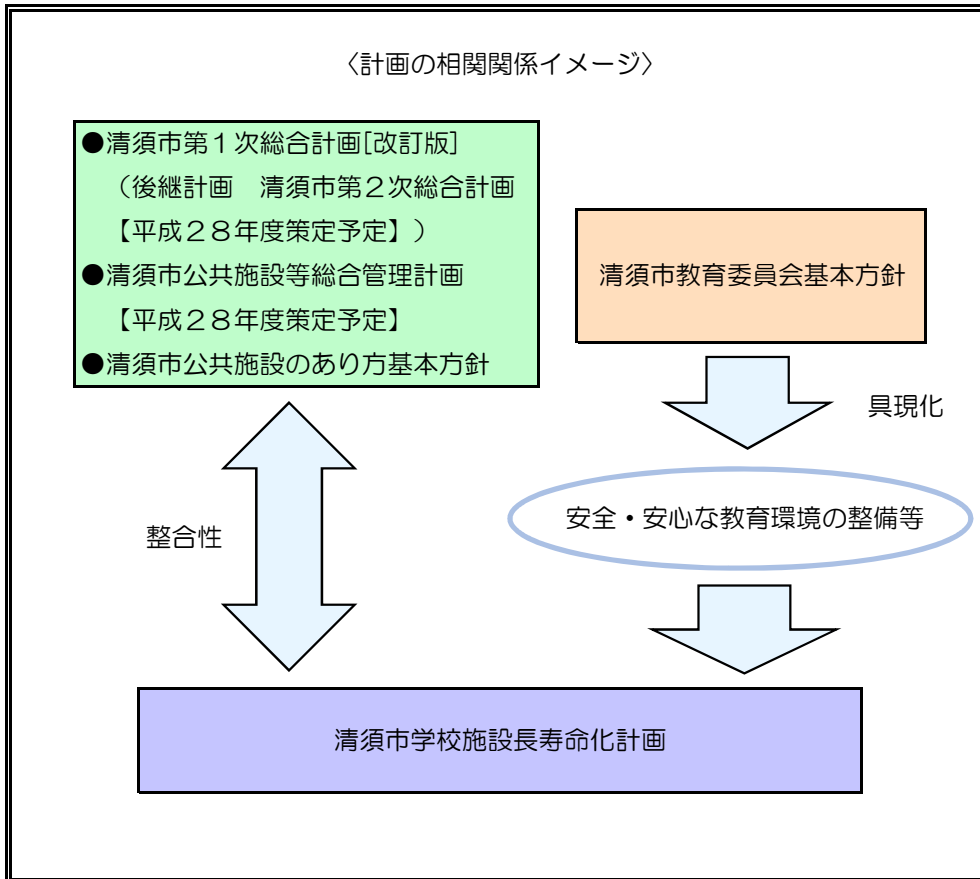 〈計画の相関関係イメージ〉
●清須市第１次総合計画[改訂版]
（後継計画　清須市第２次総合計画
【平成２８年度策定予定】）
●清須市公共施設等総合管理計画
【平成２８年度策定予定】
●清須市公共施設のあり方基本方針
清須市教育委員会基本方針
具現化
安全・安心な教育環境の整備等
整合性
清須市学校施設長寿命化計画